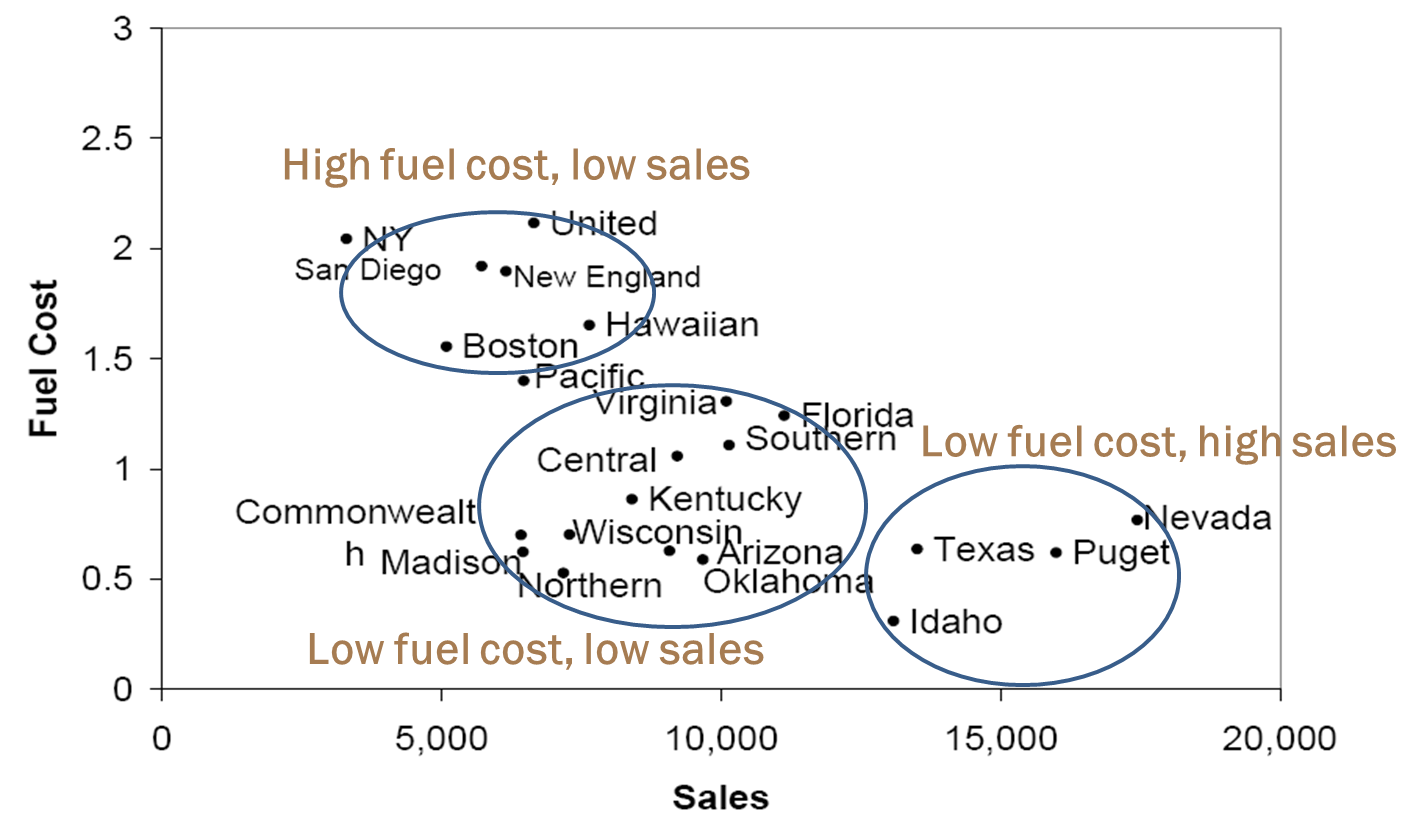 3
2.5
High fuel cost, low sales
United
NY
2
San Diego
New England
Hawaiian
Boston
1.5
Pacific
Virginia
Florida
Southern
Low fuel cost, high sales
Central
1
Kentucky
Commonwealt
h
Nevada
Wisconsin
Texas
Puget
Arizona
Madison
Oklahoma
0.5
Northern
Idaho
Low fuel cost, low sales
0
Fuel Cost
0
5,000
10,000
15,000
20,000
Sales